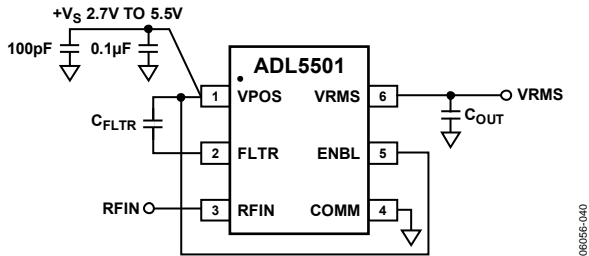 +VS 2.7V TO 5.5V
100pF
0.1µF
ADL5501
1 VPOS
VRMS 6
VRMS
CFLTR
COUT
2 FLTR
ENBL 5
RFIN
3 RFIN
COMM 4
06056-040